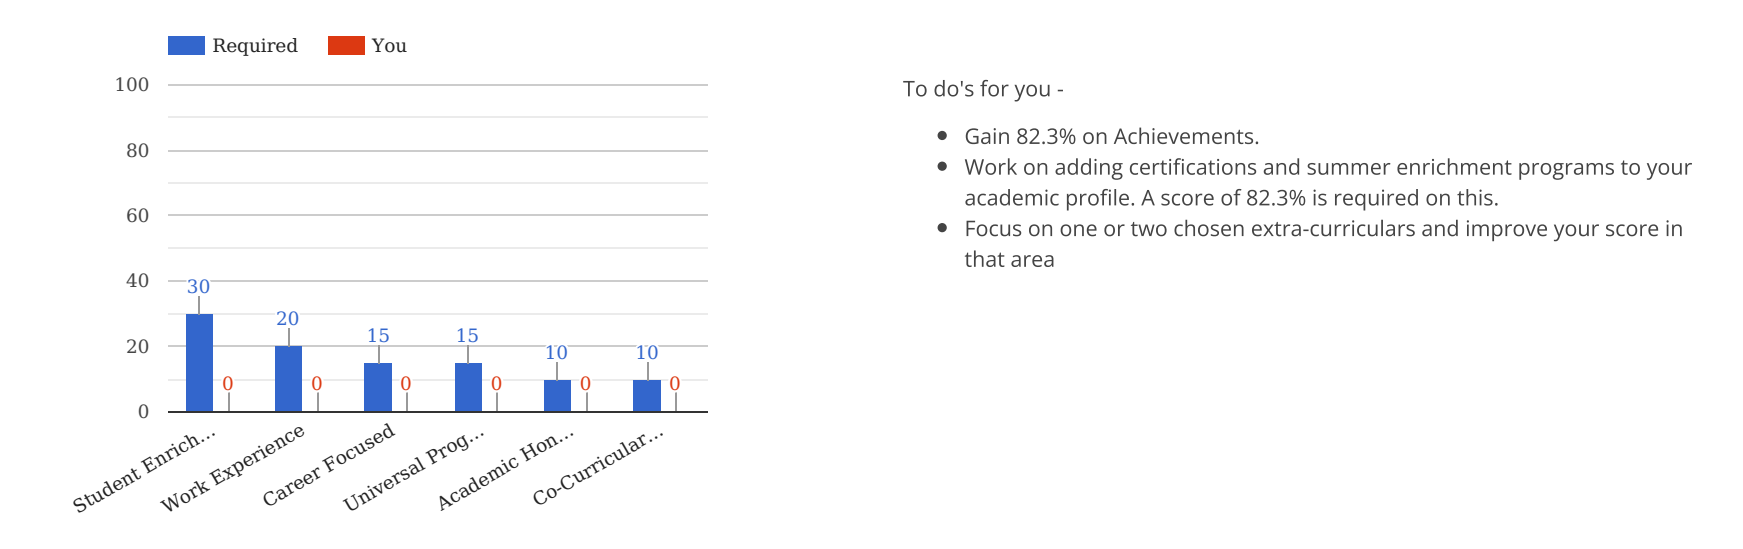 Required You
100
80
60
40
20
0
30 20 15 15 10 10
0 0 0 0 0 0
Student Enrich...
Work Experience
Career Focused
Universal Prog...
Academic Hon...
Co-Curricular...
To do's for you -
• Gain 82.3% on Achievements.
• Work on adding certifications and summer enrichment programs to your
academic profile. A score of 82.3% is required on this.
• Focus on one or two chosen extra-curriculars and improve your score in
that area